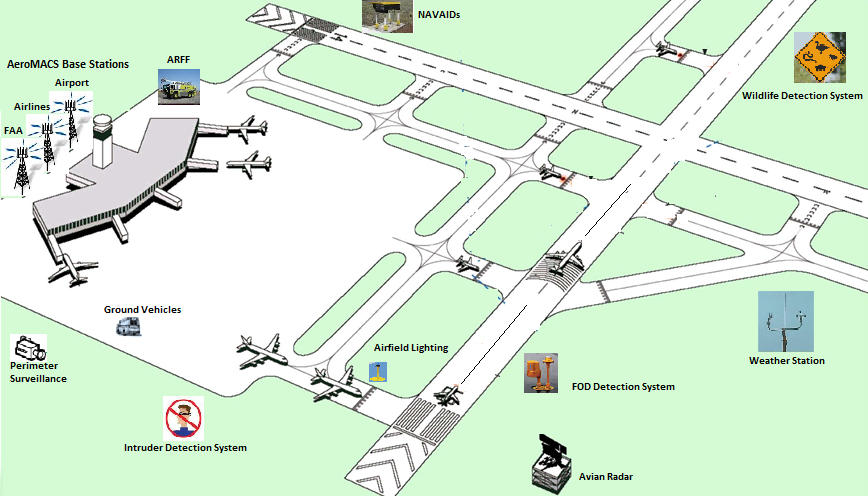 NAVAIDs
ARFF
AeroMACS Base Stations
Airport
Airlines
FAA
Wildlife Detection System
Ground Vehicles
Perimeter
Surveillance
Airfield Lighting
Weather Station
FOD Detection System
Intruder Detection System
Avian Radar